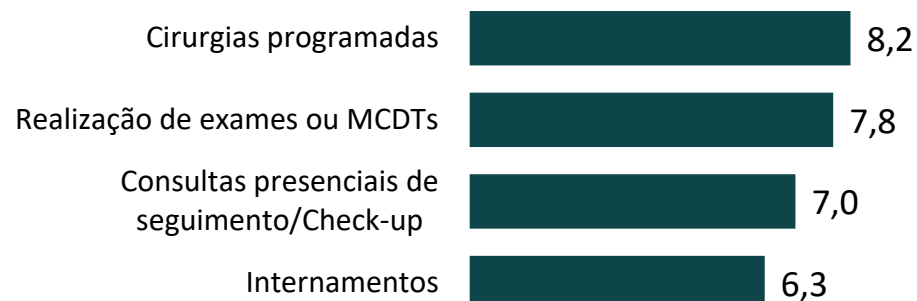 Cirurgias programadas 8,2
Realização de exames ou MCDTs 7,8
Consultas presenciais de
seguimento/Check-up 7,0
Internamentos 6,3